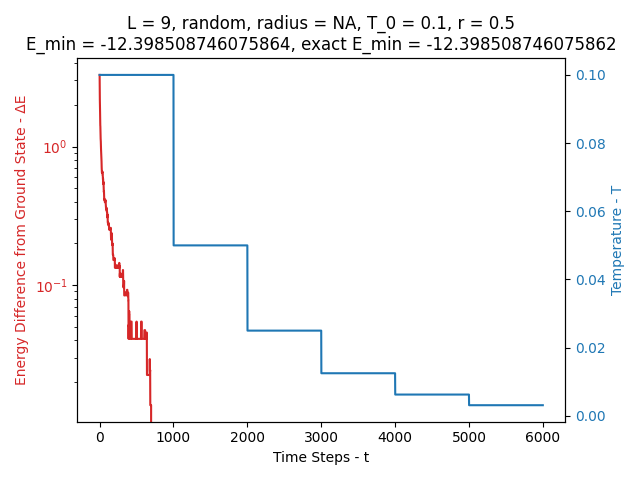 L = 9, random, radius = NA, T_0 = 0.1, r = 0.5
E_min = -12.398508746075864, exact E_min = -12.398508746075862
Energy Difference from Ground State - ΔE
10⁰
10⁻¹
0.10
0.08
0.06
0.04
0.02
0.00
Temperature - T
0 1000 2000 3000 4000 5000 6000
Time Steps - t